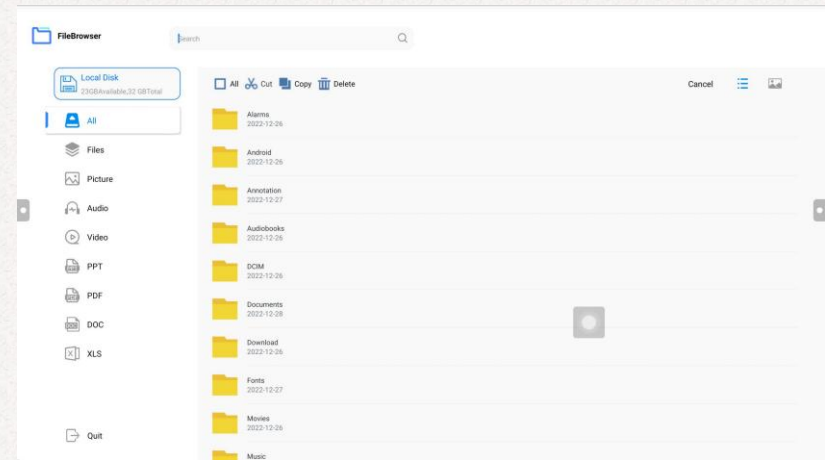 FileBrowser
Search
Local Disk
23GBAvailable,32 GBTotal
All
Files
Picture
Audio
Video
PPT
PDF
DOC
XLS
Quit
All Cut Copy Delete Cancel
Alarms
2022-12-26
Android
2022-12-26
Annotation
2022-12-27
Audiobooks
2022-12-26
DCIM
2022-12-26
Documents
2022-12-28
Download
2022-12-26
Fonts
2022-12-27
Movies
2022-12-26
Music